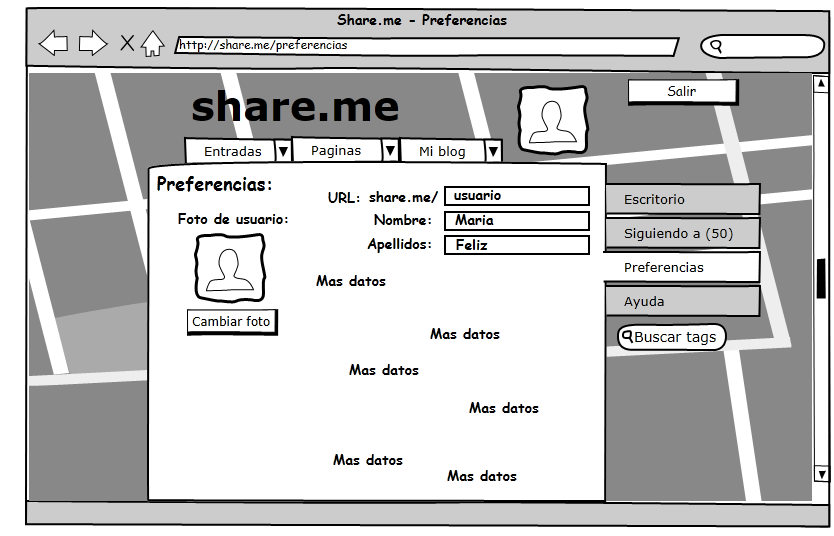 Share.me - Preferencias
http://share.me/preferencias
share.me
Salir
Entradas
Paginas
Mi blog
Preferencias:
URL: share.me/ usuario
Foto de usuario:
Nombre: Maria
Apellidos: Feliz
Cambiar foto
Mas datos
Mas datos
Mas datos
Mas datos
Mas datos
Mas datos
Escritorio
Siguiendo a (50)
Preferencias
Ayuda
Buscar tags